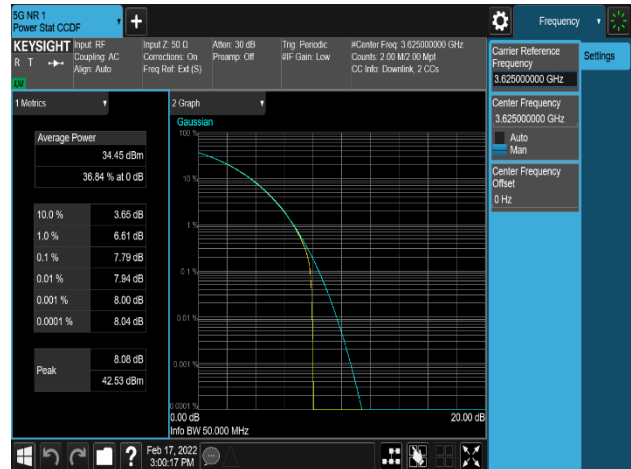 5G NR 1
Power Stat CCDF
Frequency
KEYSIGHT
R T
LW
Input: RF
Coupling: AC
Align: Auto
Input Z: 50 Ω
Corrections: On
Freq Ref: Ext (S)
Atten: 30 dB
Preamp: Off
Trig: Periodic
#IF Gain: Low
#Center Freq: 3.625000000 GHz
Counts: 2.00 M/2.00 Mpt
CC Info: Downlink, 2 CCs
Carrier Reference
Frequency
3.625000000 GHz
Settings
Center Frequency
3.625000000 GHz
Auto
Man
Center Frequency
Offset
0 Hz
1 Metrics
Average Power
34.45 dBm
36.84 % at 0 dB
10.0 % 3.65 dB
1.0 % 6.61 dB
0.1 % 7.79 dB
0.01 % 7.94 dB
0.001 % 8.00 dB
0.0001 % 8.04 dB
Peak
8.08 dB
42.53 dBm
2 Graph
Gaussian
100 %
10 %
1 %
0.1 %
0.01 %
0.001 %
0.0001 %
0.00 dB 20.00 dB
Info BW 50.000 MHz
?
Feb 17, 2022
3:00:17 PM